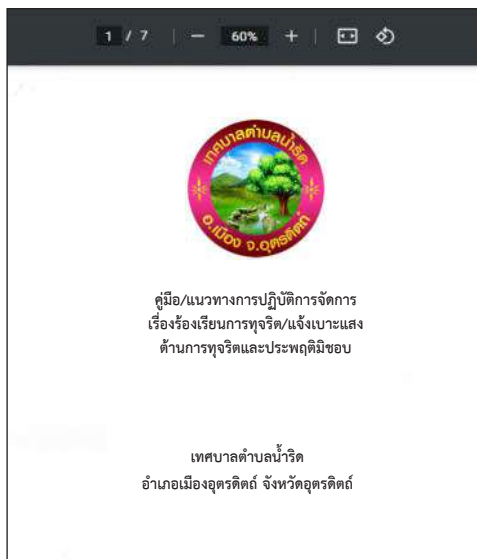 1 / 7 | − 60% + |
เทศบาลตำบลน้ำริด
อ.เมือง จ.อุตรดิตถ์
คู่มือ/แนวทางการปฏิบัติการจัดการ
เรื่องร้องเรียนการทุจริต/แจ้งเบาะแสง
ด้านการทุจริตและประพฤติมิชอบ
เทศบาลตำบลน้ำริด
อำเภอเมืองอุตรดิตถ์ จังหวัดอุตรดิตถ์